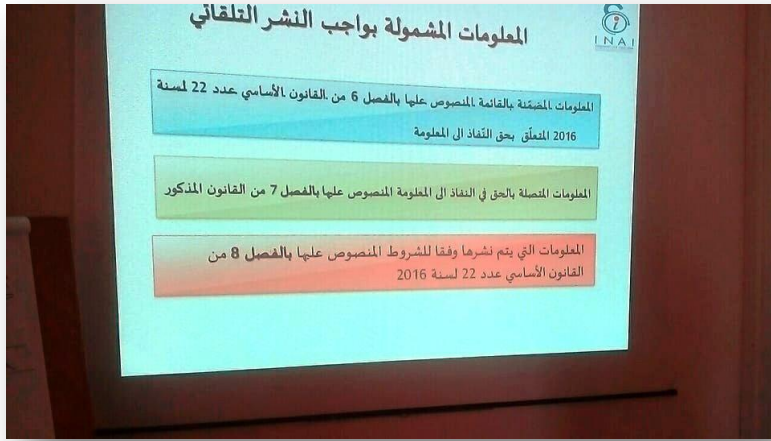 المعلومات المشمولة بواجب النشر التلقائي
INAI
المعلومات المضمّنة بالقائمة المنصوص عليها بالفصل 6 من القانون الأساسي عدد 22 لسنة
2016 المتعلّق بحق النّفاذ الى المعلومة
المعلومات المتصلة بالحق في النفاذ الى المعلومة المنصوص عليها بالفصل 7 من القانون المذكور
المعلومات التي يتم نشرها وفقا للشروط المنصوص عليها بالفصل 8 من
القانون الأساسي عدد 22 لسنة 2016